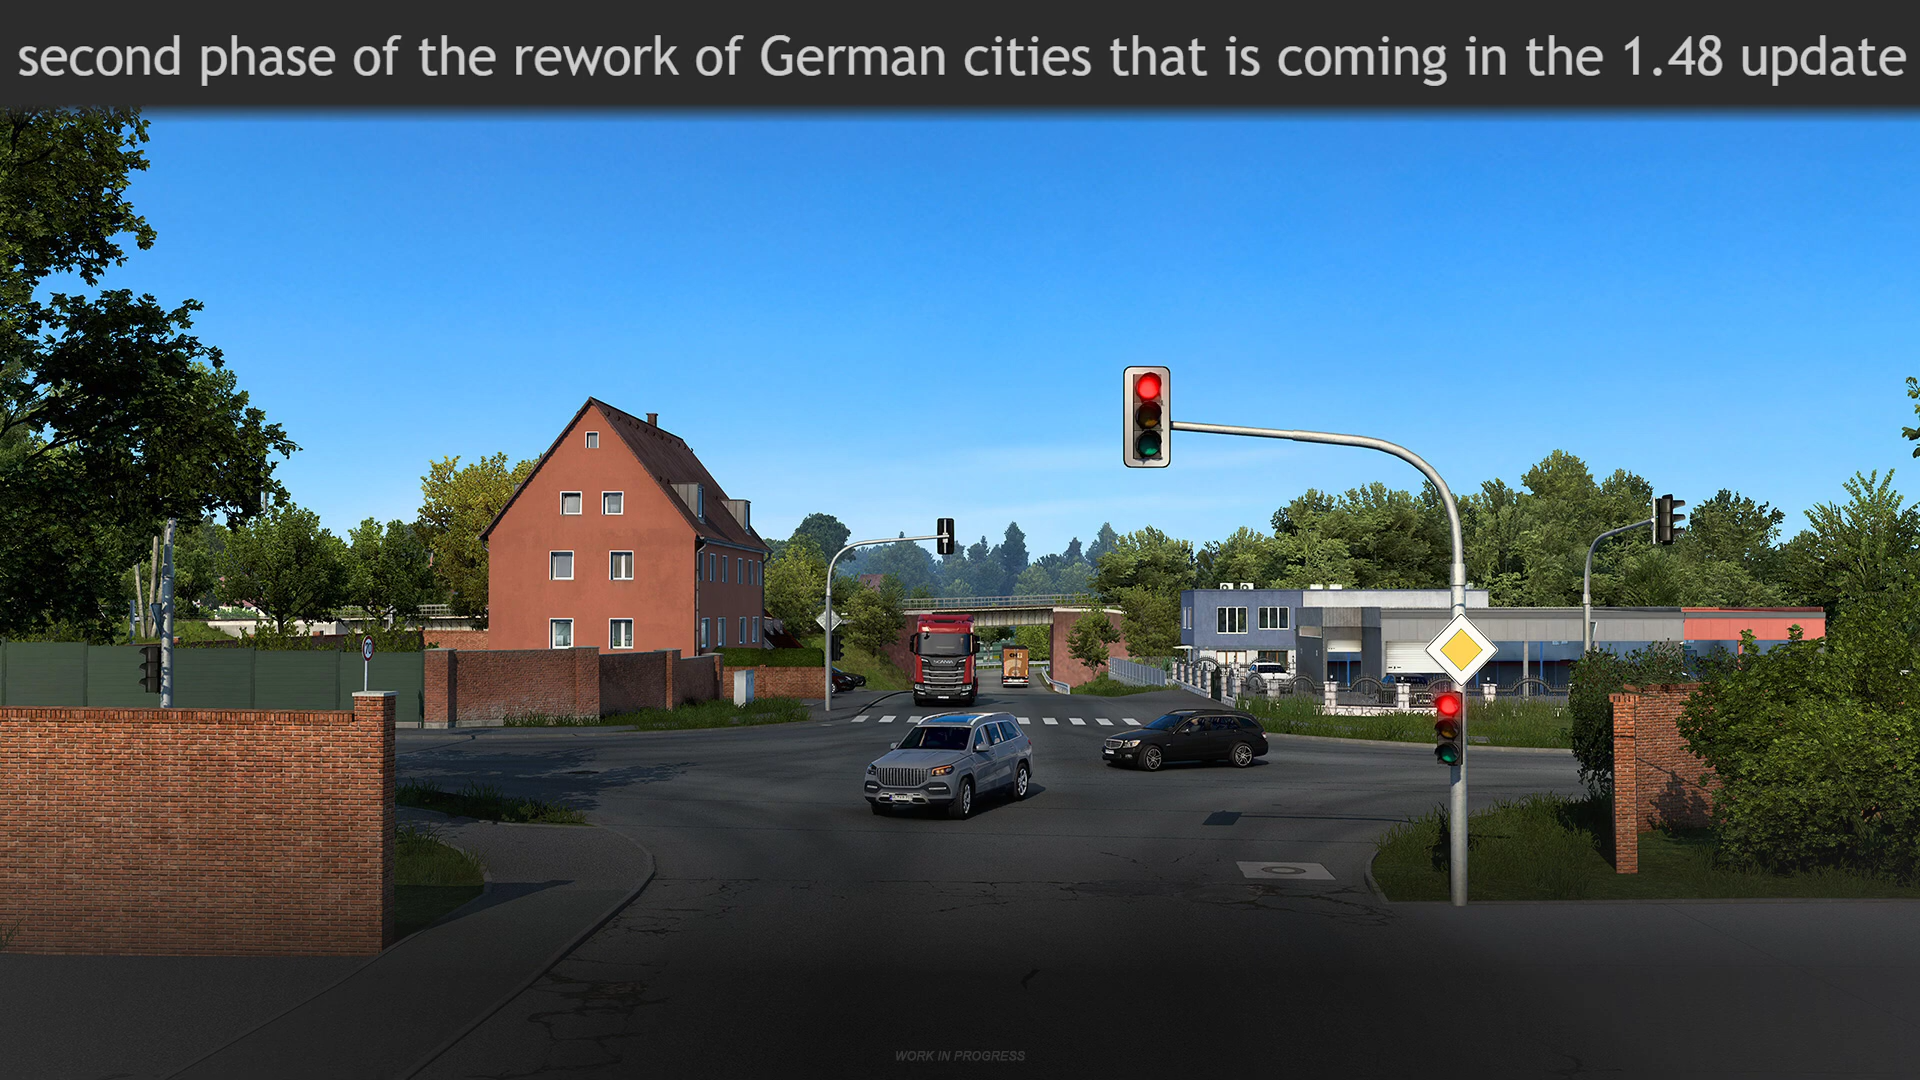 second phase of the rework of German cities that is coming in the 1.48 update
SCANIA
WORK IN PROGRESS